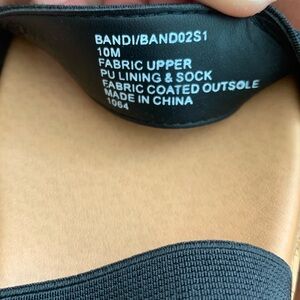 BANDI/BAND02S1
10M
FABRIC UPPER
PU LINING & SOCK
FABRIC COATED OUTSOLE
MADE IN CHINA
1064